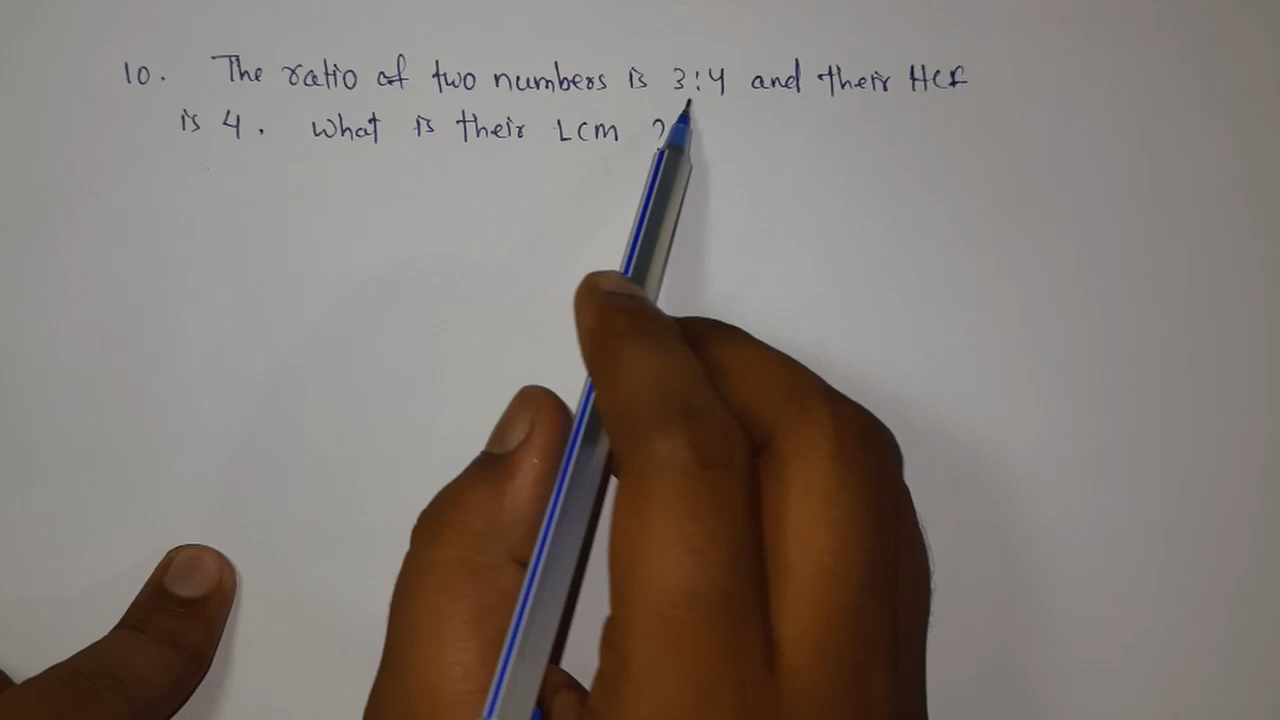 10. The ratio of two numbers is 3:4 and their HCF
is 4. What is their LCM ?